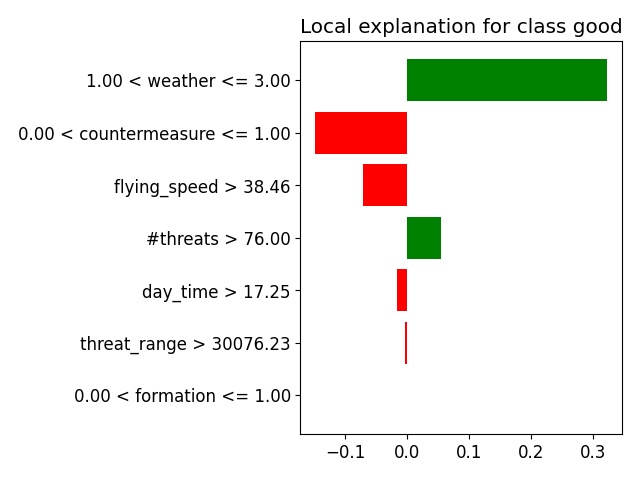 Local explanation for class good
1.00 < weather <= 3.00
0.00 < countermeasure <= 1.00
flying_speed > 38.46
#threats > 76.00
day_time > 17.25
threat_range > 30076.23
0.00 < formation <= 1.00
−0.1 0.0 0.1 0.2 0.3